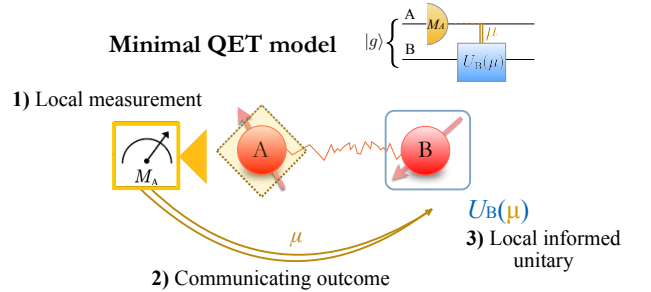 Minimal QET model
|g⟩
A
M_A
μ
B
U_B(μ)
1) Local measurement
M_A
A
B
μ
U_B(μ)
3) Local informed
unitary
2) Communicating outcome